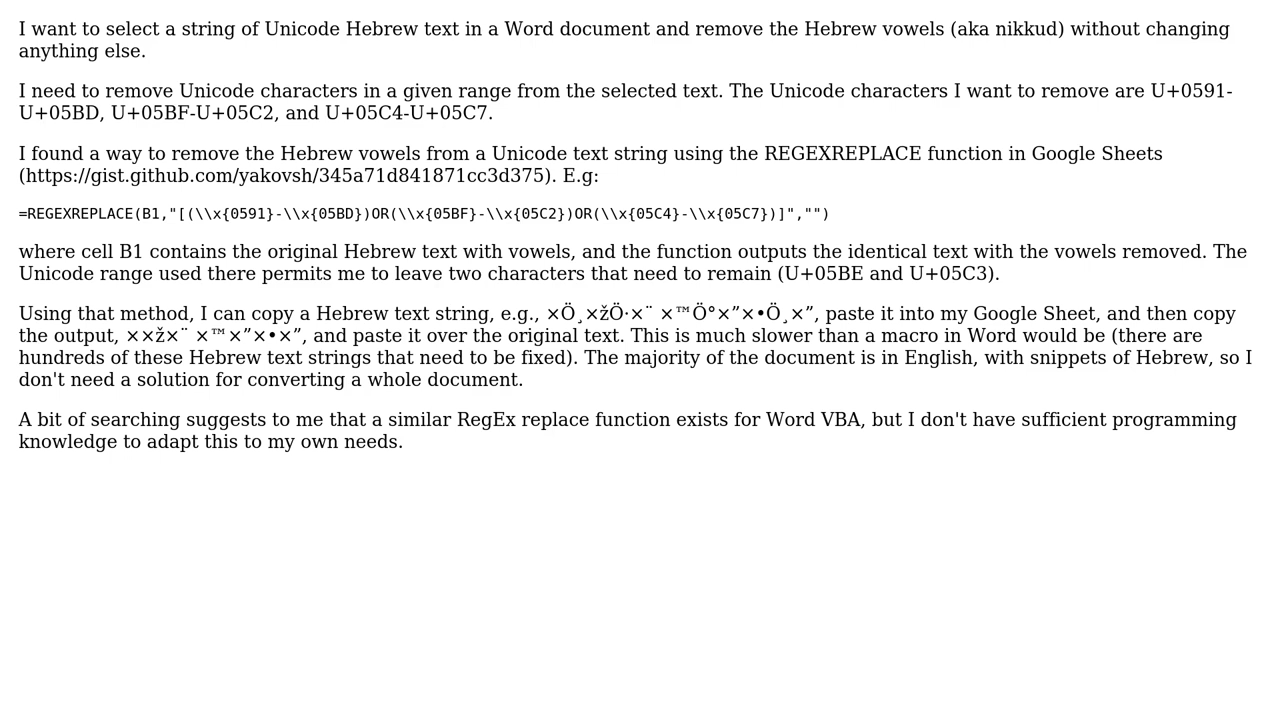 I want to select a string of Unicode Hebrew text in a Word document and remove the Hebrew vowels (aka nikkud) without changing
anything else.
I need to remove Unicode characters in a given range from the selected text. The Unicode characters I want to remove are U+0591-
U+05BD, U+05BF-U+05C2, and U+05C4-U+05C7.
I found a way to remove the Hebrew vowels from a Unicode text string using the REGEXREPLACE function in Google Sheets
(https://gist.github.com/yakovsh/345a71d841871cc3d375). E.g:
=REGEXREPLACE(B1,"[(\\x{0591}-\\x{05BD})OR(\\x{05BF}-\\x{05C2})OR(\\x{05C4}-\\x{05C7})]","")
where cell B1 contains the original Hebrew text with vowels, and the function outputs the identical text with the vowels removed. The
Unicode range used there permits me to leave two characters that need to remain (U+05BE and U+05C3).
Using that method, I can copy a Hebrew text string, e.g., ×Ö¸×žÖ·×¨ ×™Ö°×”×•Ö¸×”, paste it into my Google Sheet, and then copy
the output, ××ž×¨ ×™×”×•×”, and paste it over the original text. This is much slower than a macro in Word would be (there are
hundreds of these Hebrew text strings that need to be fixed). The majority of the document is in English, with snippets of Hebrew, so I
don't need a solution for converting a whole document.
A bit of searching suggests to me that a similar RegEx replace function exists for Word VBA, but I don't have sufficient programming
knowledge to adapt this to my own needs.